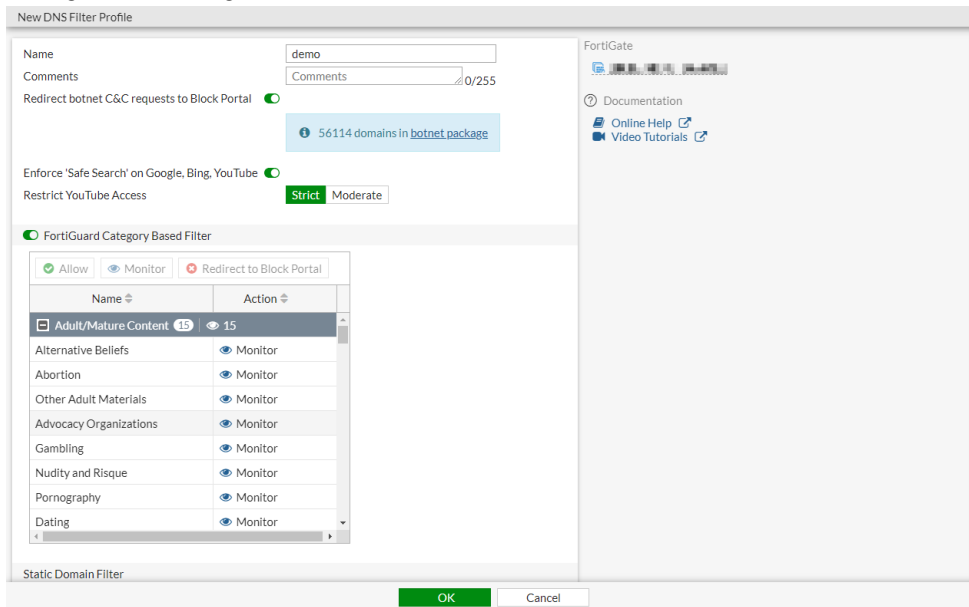 New DNS Filter Profile
Name demo
Comments Comments 0/255
Redirect botnet C&C requests to Block Portal
56114 domains in botnet package
Enforce 'Safe Search' on Google, Bing, YouTube
Restrict YouTube Access Strict Moderate
FortiGuard Category Based Filter
Allow Monitor Redirect to Block Portal
Name Action
Adult/Mature Content 15 15
Alternative Beliefs Monitor
Abortion Monitor
Other Adult Materials Monitor
Advocacy Organizations Monitor
Gambling Monitor
Nudity and Risque Monitor
Pornography Monitor
Dating Monitor
Static Domain Filter
FortiGate
Documentation
Online Help
Video Tutorials
OK Cancel